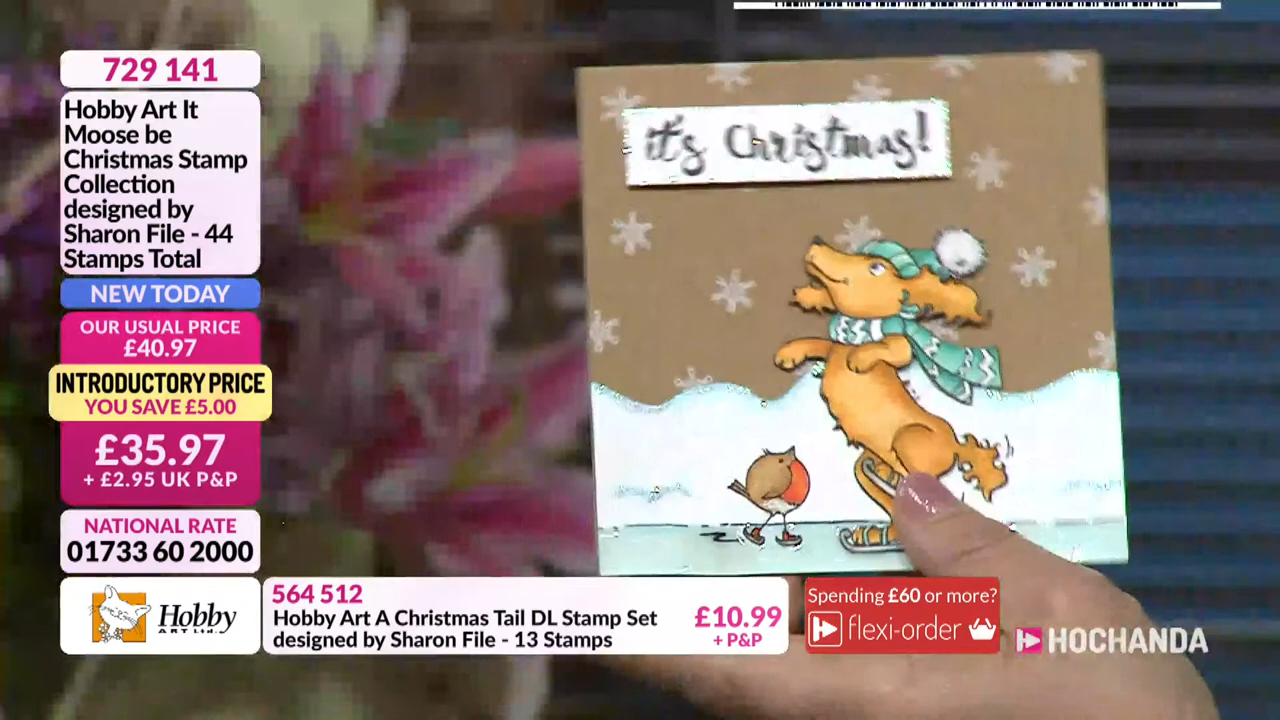 729 141
Hobby Art It
Moose be
Christmas Stamp
Collection
designed by
Sharon File - 44
Stamps Total
NEW TODAY
OUR USUAL PRICE
£40.97
INTRODUCTORY PRICE
YOU SAVE £5.00
£35.97
+ £2.95 UK P&P
NATIONAL RATE
01733 60 2000
it's Christmas!
Hobby
ART Ltd.
564 512
Hobby Art A Christmas Tail DL Stamp Set
designed by Sharon File - 13 Stamps
£10.99
+ P&P
Spending £60 or more?
flexi-order
HOCHANDA